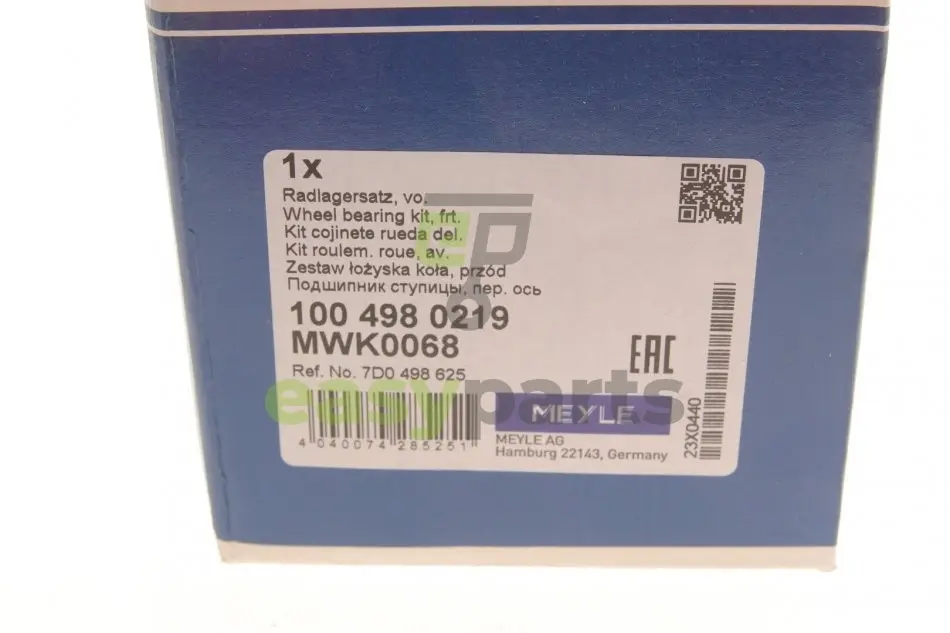 1x
Radlagersatz, vo.
Wheel bearing kit, frt.
Kit cojinete rueda del.
Kit roulem. roue, av.
Zestaw łożyska koła, przód
Подшипник ступицы, пер. ось
100 498 0219
MWK0068
Ref. No. 7D0 498 625
EAC
easyparts
ep
MEYLE
MEYLE AG
Hamburg 22143, Germany
4 040074 285251
23X0440